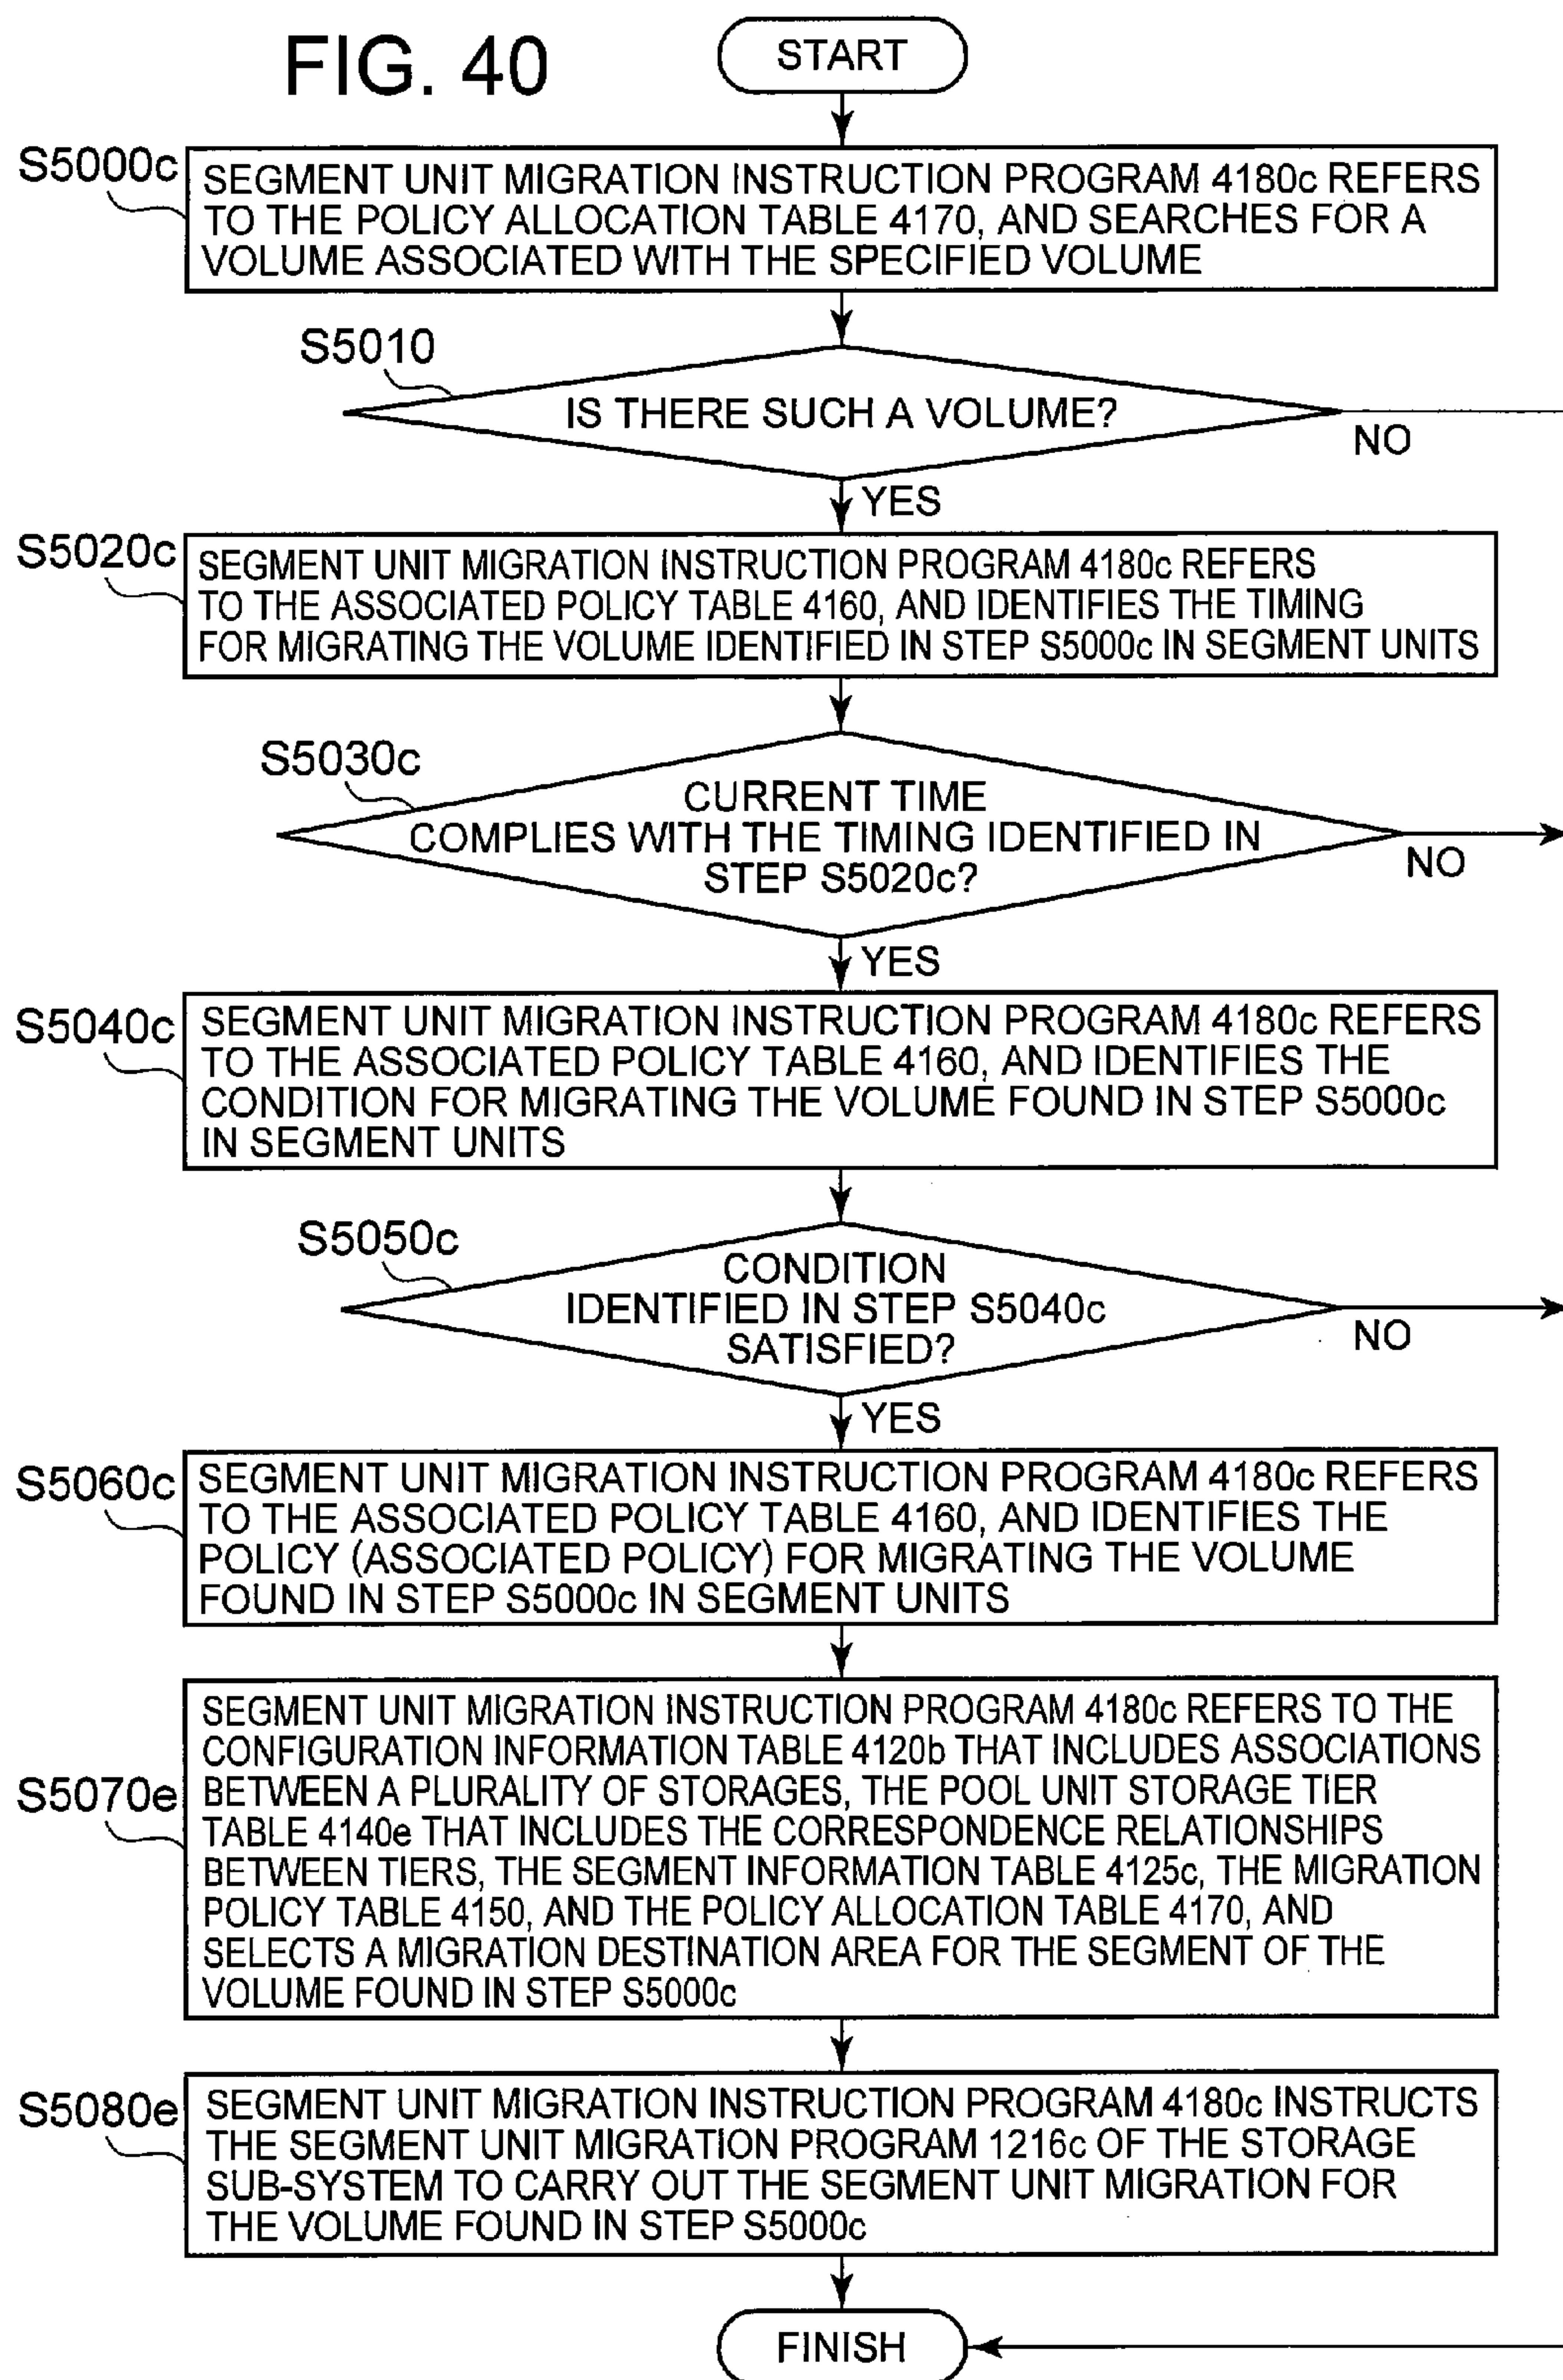 FIG. 40
START
S5000c
SEGMENT UNIT MIGRATION INSTRUCTION PROGRAM 4180c REFERS
TO THE POLICY ALLOCATION TABLE 4170, AND SEARCHES FOR A
VOLUME ASSOCIATED WITH THE SPECIFIED VOLUME
S5010
IS THERE SUCH A VOLUME?
NO
YES
S5020c
SEGMENT UNIT MIGRATION INSTRUCTION PROGRAM 4180c REFERS
TO THE ASSOCIATED POLICY TABLE 4160, AND IDENTIFIES THE TIMING
FOR MIGRATING THE VOLUME IDENTIFIED IN STEP S5000c IN SEGMENT UNITS
S5030c
CURRENT TIME
COMPLIES WITH THE TIMING IDENTIFIED IN
STEP S5020c?
NO
YES
S5040c
SEGMENT UNIT MIGRATION INSTRUCTION PROGRAM 4180c REFERS
TO THE ASSOCIATED POLICY TABLE 4160, AND IDENTIFIES THE
CONDITION FOR MIGRATING THE VOLUME FOUND IN STEP S5000c
IN SEGMENT UNITS
S5050c
CONDITION
IDENTIFIED IN STEP S5040c
SATISFIED?
NO
YES
S5060c
SEGMENT UNIT MIGRATION INSTRUCTION PROGRAM 4180c REFERS
TO THE ASSOCIATED POLICY TABLE 4160, AND IDENTIFIES THE
POLICY (ASSOCIATED POLICY) FOR MIGRATING THE VOLUME
FOUND IN STEP S5000c IN SEGMENT UNITS
S5070e
SEGMENT UNIT MIGRATION INSTRUCTION PROGRAM 4180c REFERS TO THE
CONFIGURATION INFORMATION TABLE 4120b THAT INCLUDES ASSOCIATIONS
BETWEEN A PLURALITY OF STORAGES, THE POOL UNIT STORAGE TIER
TABLE 4140e THAT INCLUDES THE CORRESPONDENCE RELATIONSHIPS
BETWEEN TIERS, THE SEGMENT INFORMATION TABLE 4125c, THE MIGRATION
POLICY TABLE 4150, AND THE POLICY ALLOCATION TABLE 4170, AND
SELECTS A MIGRATION DESTINATION AREA FOR THE SEGMENT OF THE
VOLUME FOUND IN STEP S5000c
S5080e
SEGMENT UNIT MIGRATION INSTRUCTION PROGRAM 4180c INSTRUCTS
THE SEGMENT UNIT MIGRATION PROGRAM 1216c OF THE STORAGE
SUB-SYSTEM TO CARRY OUT THE SEGMENT UNIT MIGRATION FOR
THE VOLUME FOUND IN STEP S5000c
FINISH